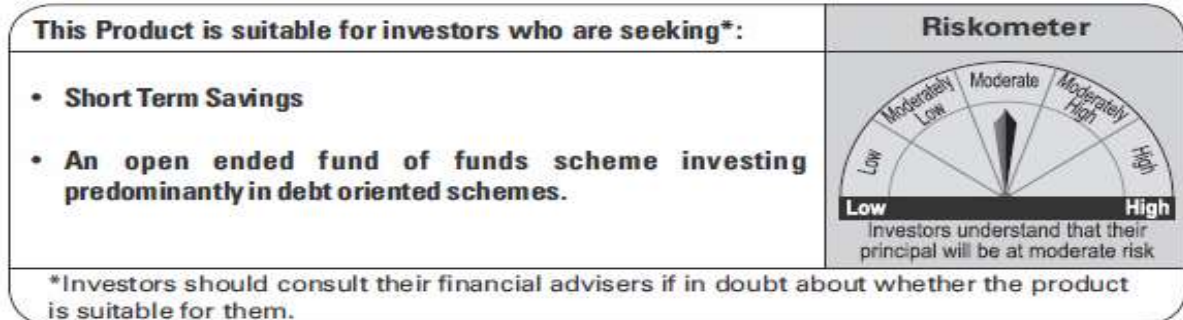 This Product is suitable for investors who are seeking*:
• Short Term Savings
• An open ended fund of funds scheme investing
predominantly in debt oriented schemes.
Riskometer
Low
Moderately
Low
Moderate
Moderately
High
High
Low High
Investors understand that their
principal will be at moderate risk
*Investors should consult their financial advisers if in doubt about whether the product
is suitable for them.